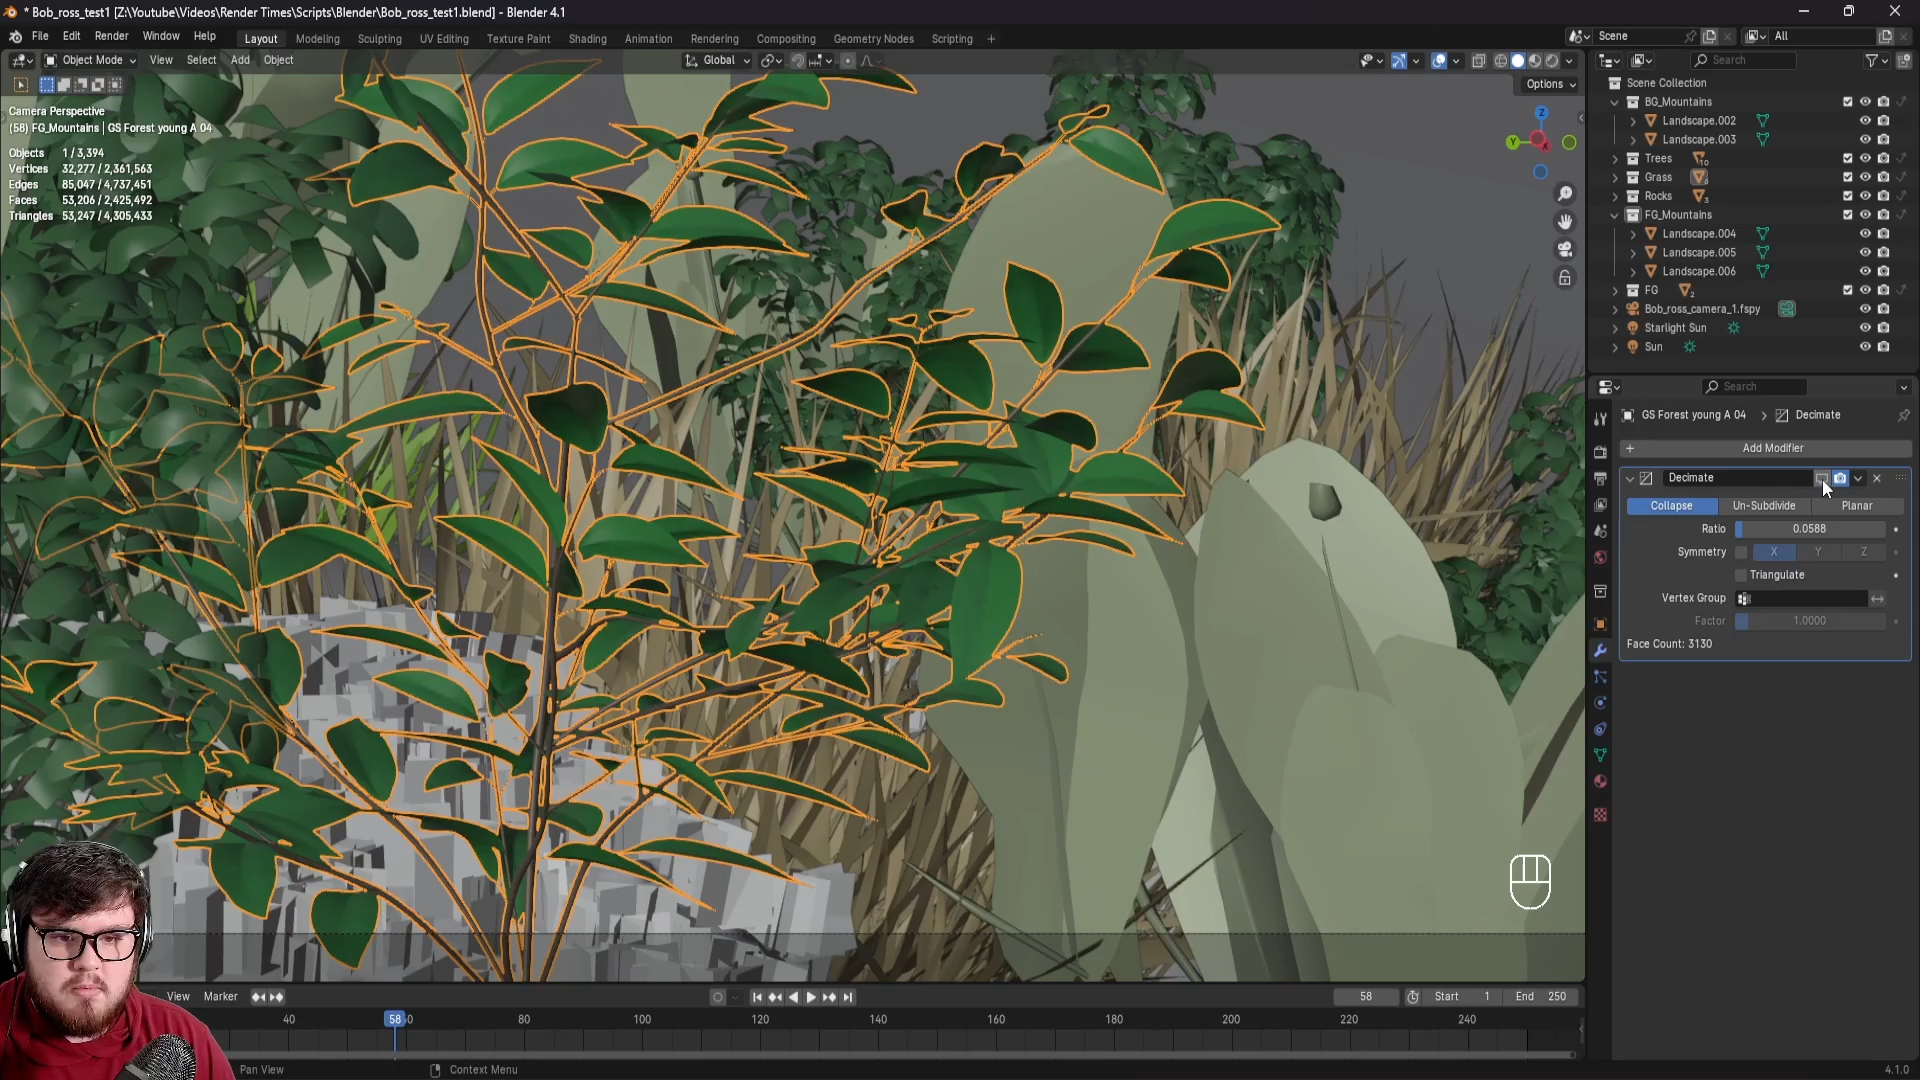 * Bob_ross_test1 [Z:\Youtube\Videos\Render Times\Scripts\Blender\Bob_ross_test1.blend] - Blender 4.1
File Edit Render Window Help Layout Modeling Sculpting UV Editing Texture Paint Shading Animation Rendering Compositing Geometry Nodes Scripting +
Scene All
Object Mode View Select Add Object Global
Options
Camera Perspective
(58) FG_Mountains | GS Forest young A 04
Objects 1 / 3,394
Vertices 32,277 / 2,361,563
Edges 85,047 / 4,737,451
Faces 53,206 / 2,425,492
Triangles 53,247 / 4,305,433
Z
Y
X
Search
Scene Collection
BG_Mountains
Landscape.002
Landscape.003
Trees 10
Grass
Rocks 3
FG_Mountains
Landscape.004
Landscape.005
Landscape.006
FG 2
Bob_ross_camera_1.fspy
Starlight Sun
Sun
Search
GS Forest young A 04 > Decimate
+ Add Modifier
Decimate
Collapse Un-Subdivide Planar
Ratio 0.0588
Symmetry X Y Z
Triangulate
Vertex Group
Factor 1.0000
Face Count: 3130
View Marker 58 Start 1 End 250
40 58 80 100 120 140 160 180 200 220 240
Pan View Context Menu 4.1.0